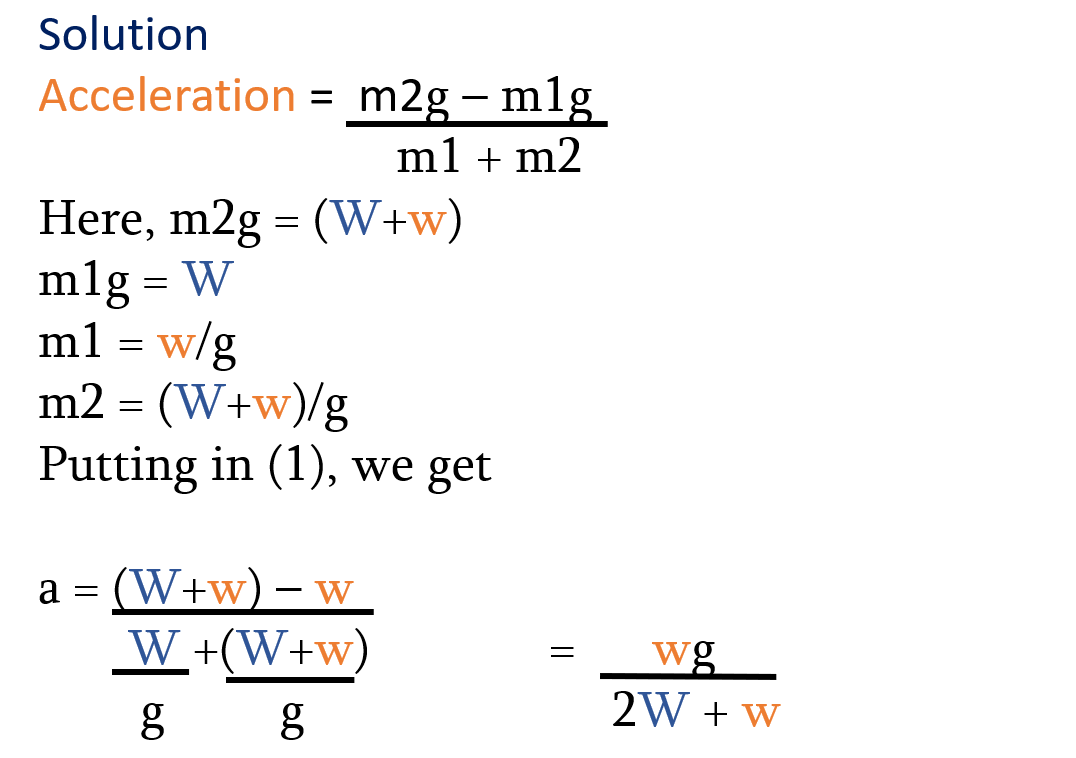 Solution
Acceleration = m2g – m1g
m1 + m2
Here, m2g = (W+w)
m1g = W
m1 = w/g
m2 = (W+w)/g
Putting in (1), we get
a = (W+w) – w
W +(W+w) = wg
g g 2W + w